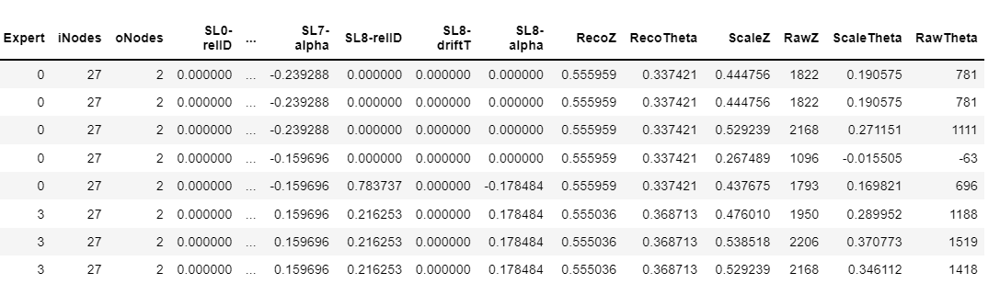 Expert iNodes oNodes SL0-relID ... SL7-alpha SL8-relID SL8-driftT SL8-alpha RecoZ RecoTheta ScaleZ RawZ ScaleTheta RawTheta
0 27 2 0.000000 ... -0.239288 0.000000 0.000000 0.000000 0.555959 0.337421 0.444756 1822 0.190575 781
0 27 2 0.000000 ... -0.239288 0.000000 0.000000 0.000000 0.555959 0.337421 0.444756 1822 0.190575 781
0 27 2 0.000000 ... -0.239288 0.000000 0.000000 0.000000 0.555959 0.337421 0.529239 2168 0.271151 1111
0 27 2 0.000000 ... -0.159696 0.000000 0.000000 0.000000 0.555959 0.337421 0.267489 1096 -0.015505 -63
0 27 2 0.000000 ... -0.159696 0.783737 0.000000 -0.178484 0.555959 0.337421 0.437675 1793 0.169821 696
3 27 2 0.000000 ... 0.159696 0.216253 0.000000 0.178484 0.555036 0.368713 0.476010 1950 0.289952 1188
3 27 2 0.000000 ... 0.159696 0.216253 0.000000 0.178484 0.555036 0.368713 0.538518 2206 0.370773 1519
3 27 2 0.000000 ... 0.159696 0.216253 0.000000 0.178484 0.555036 0.368713 0.529239 2168 0.346112 1418